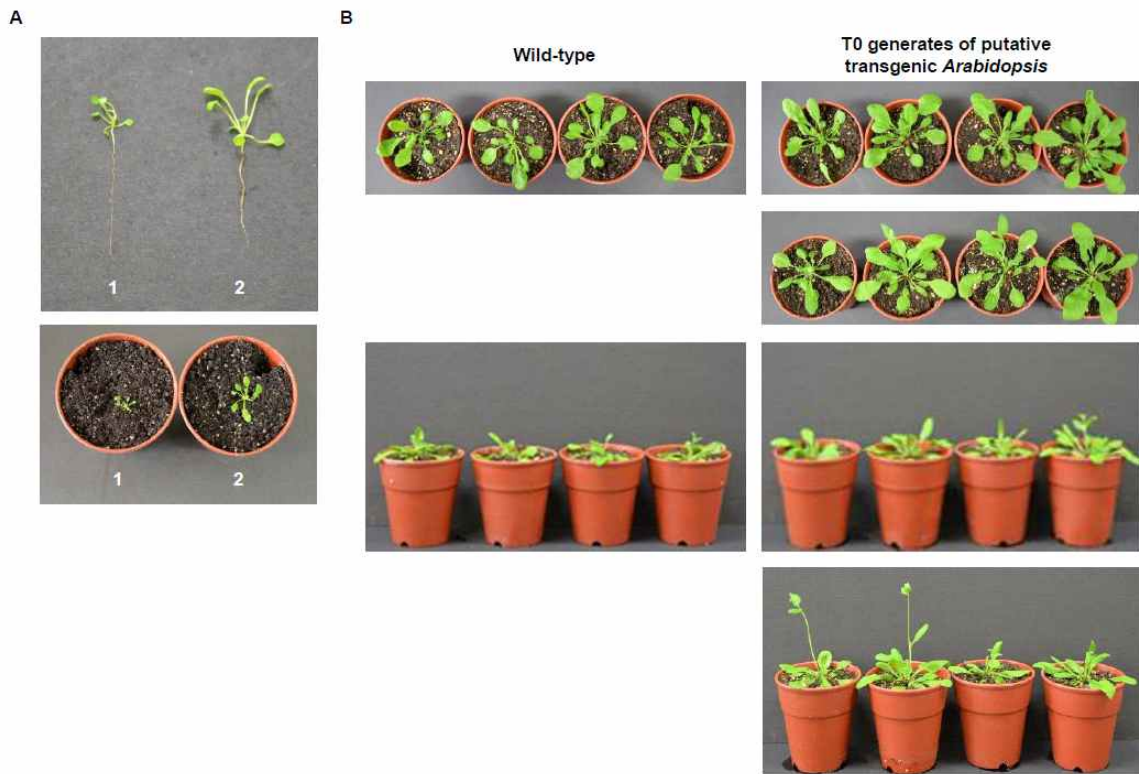 A
B
Wild-type
T0 generates of putative
transgenic Arabidopsis
1 2
1 2